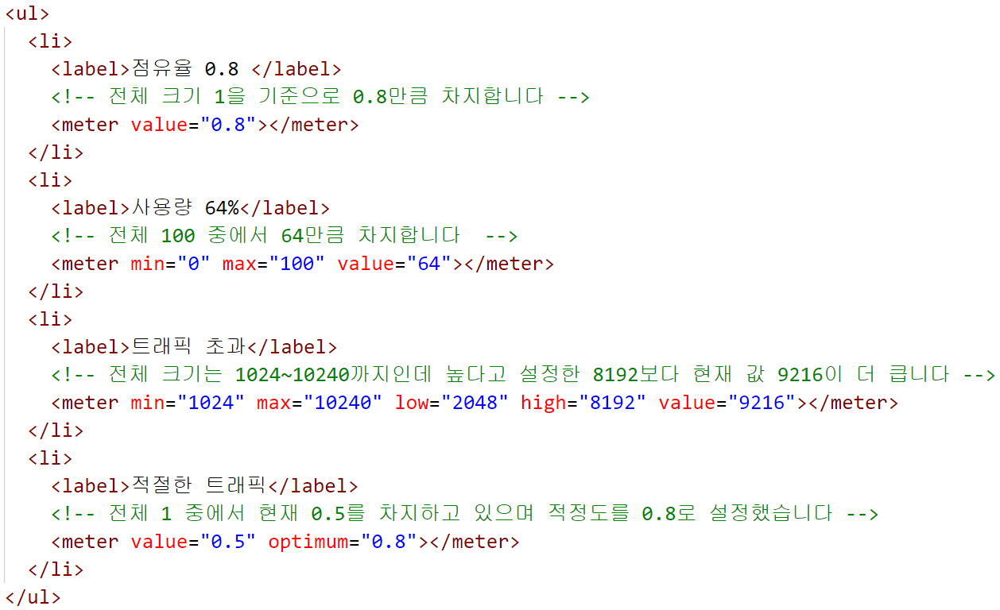 <ul>
<li>
<label>점유율 0.8 </label>
<!-- 전체 크기 1을 기준으로 0.8만큼 차지합니다 -->
<meter value="0.8"></meter>
</li>
<li>
<label>사용량 64%</label>
<!-- 전체 100 중에서 64만큼 차지합니다  -->
<meter min="0" max="100" value="64"></meter>
</li>
<li>
<label>트래픽 초과</label>
<!-- 전체 크기는 1024~10240까지인데 높다고 설정한 8192보다 현재 값 9216이 더 큽니다 -->
<meter min="1024" max="10240" low="2048" high="8192" value="9216"></meter>
</li>
<li>
<label>적절한 트래픽</label>
<!-- 전체 1 중에서 현재 0.5를 차지하고 있으며 적정도를 0.8로 설정했습니다 -->
<meter value="0.5" optimum="0.8"></meter>
</li>
</ul>